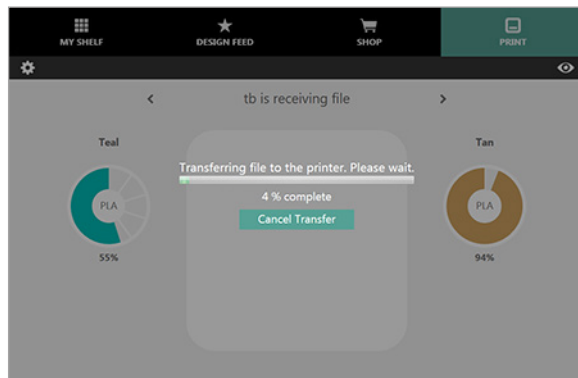 MY SHELF
DESIGN FEED
SHOP
PRINT
tb is receiving file
Teal
Tan
Transferring file to the printer. Please wait.
4 % complete
Cancel Transfer
PLA
PLA
55%
94%